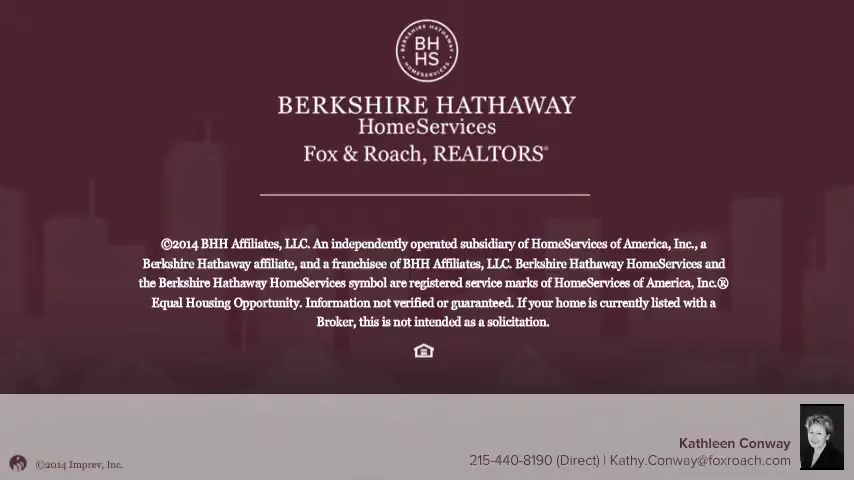 BERKSHIRE HATHAWAY
HOMESERVICES
BH
HS
BERKSHIRE HATHAWAY
HomeServices
Fox & Roach, REALTORS®
©2014 BHH Affiliates, LLC. An independently operated subsidiary of HomeServices of America, Inc., a
Berkshire Hathaway affiliate, and a franchisee of BHH Affiliates, LLC. Berkshire Hathaway HomeServices and
the Berkshire Hathaway HomeServices symbol are registered service marks of HomeServices of America, Inc.®
Equal Housing Opportunity. Information not verified or guaranteed. If your home is currently listed with a
Broker, this is not intended as a solicitation.
Kathleen Conway
215-440-8190 (Direct) | Kathy.Conway@foxroach.com
©2014 Imprev, Inc.